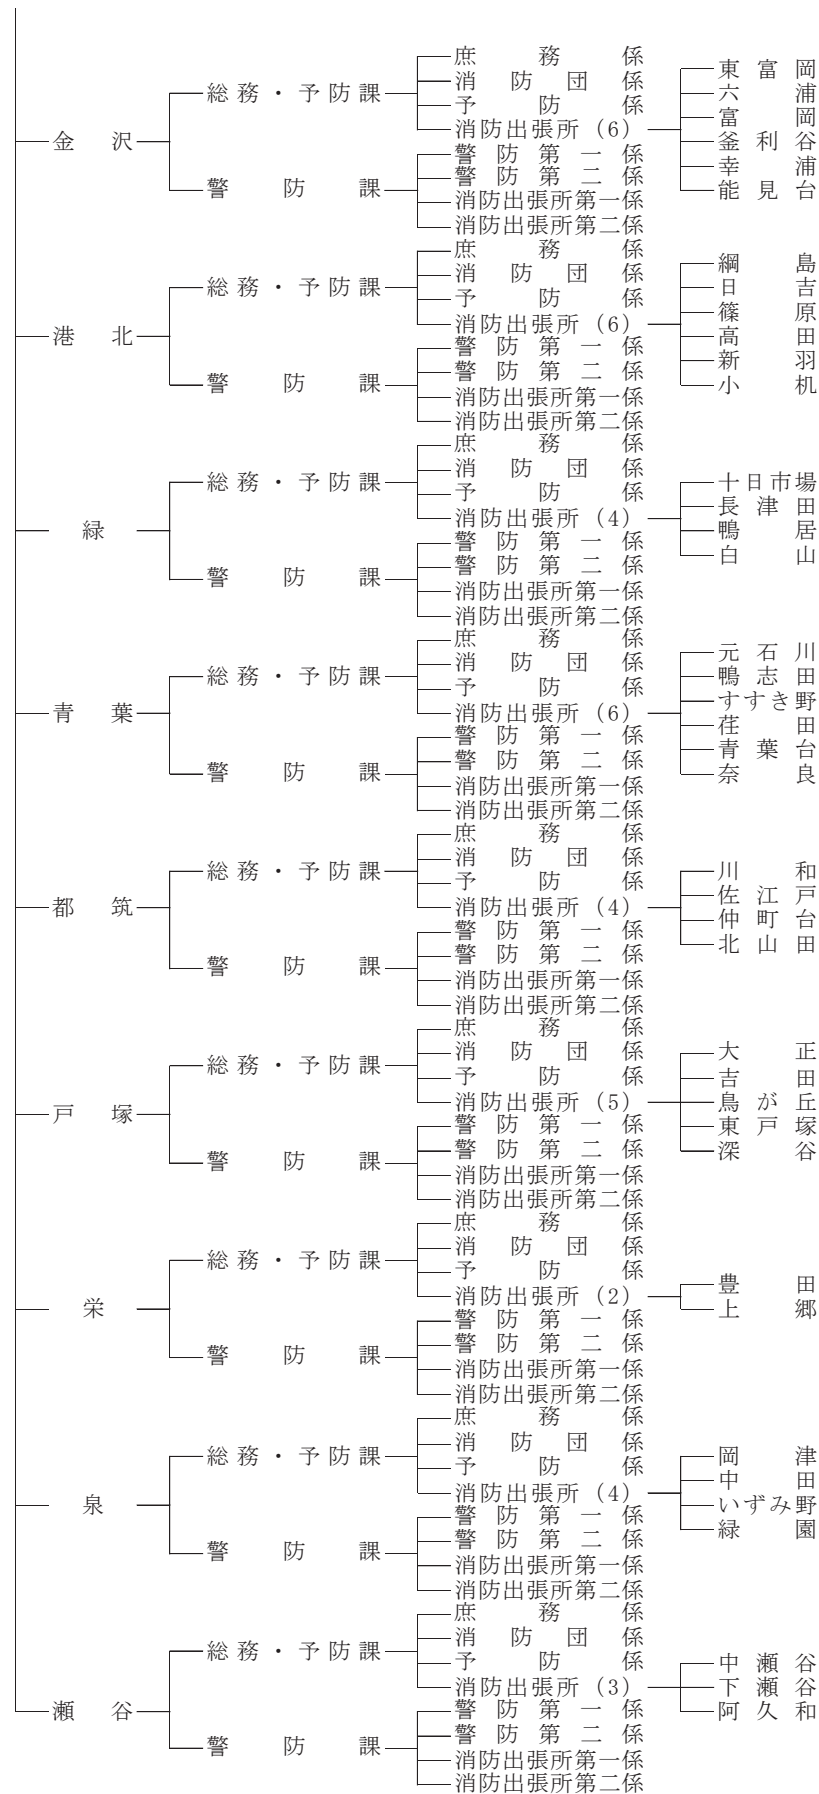 金沢
総務・予防課
庶務係
消防団係
予防係
消防出張所(6)
東富岡
六浦
富岡
釜利谷
幸浦
能見台
警防課
警防第一係
警防第二係
消防出張所第一係
消防出張所第二係
港北
総務・予防課
庶務係
消防団係
予防係
消防出張所(6)
綱島
日吉
篠原
高田
新羽
小机
警防課
警防第一係
警防第二係
消防出張所第一係
消防出張所第二係
緑
総務・予防課
庶務係
消防団係
予防係
消防出張所(4)
十日市場
長津田
鴨居
白山
警防課
警防第一係
警防第二係
消防出張所第一係
消防出張所第二係
青葉
総務・予防課
庶務係
消防団係
予防係
消防出張所(6)
元石川
鴨志田
すすき野
荏田
青葉台
奈良
警防課
警防第一係
警防第二係
消防出張所第一係
消防出張所第二係
都筑
総務・予防課
庶務係
消防団係
予防係
消防出張所(4)
川和
佐江戸
仲町台
北山田
警防課
警防第一係
警防第二係
消防出張所第一係
消防出張所第二係
戸塚
総務・予防課
庶務係
消防団係
予防係
消防出張所(5)
大正
吉田
鳥が丘
東戸塚
深谷
警防課
警防第一係
警防第二係
消防出張所第一係
消防出張所第二係
栄
総務・予防課
庶務係
消防団係
予防係
消防出張所(2)
豊田
上郷
警防課
警防第一係
警防第二係
消防出張所第一係
消防出張所第二係
泉
総務・予防課
庶務係
消防団係
予防係
消防出張所(4)
岡津
中田
いずみ野
緑園
警防課
警防第一係
警防第二係
消防出張所第一係
消防出張所第二係
瀬谷
総務・予防課
庶務係
消防団係
予防係
消防出張所(3)
中瀬谷
下瀬谷
阿久和
警防課
警防第一係
警防第二係
消防出張所第一係
消防出張所第二係